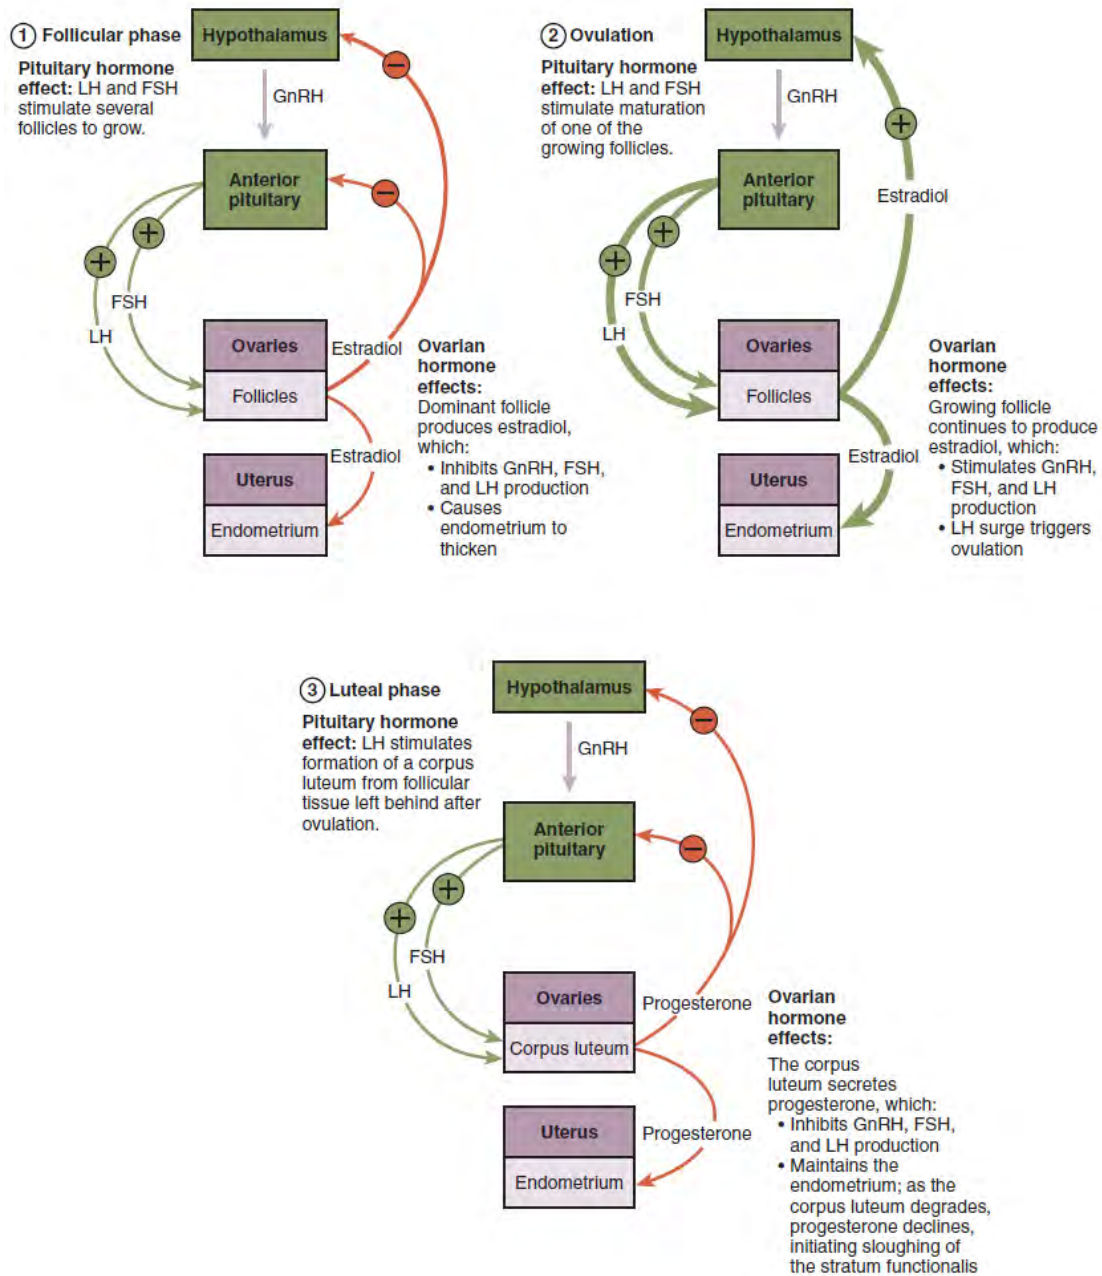 1 Follicular phase
Pituitary hormone
effect: LH and FSH
stimulate several
follicles to grow.
Hypothalamus
−
GnRH
Anterior
pituitary
−
+
+
FSH
LH
Ovaries
Follicles
Estradiol
Estradiol
Uterus
Endometrium
Ovarian
hormone
effects:
Dominant follicle
produces estradiol,
which:
• Inhibits GnRH, FSH,
and LH production
• Causes
endometrium to
thicken
2 Ovulation
Pituitary hormone
effect: LH and FSH
stimulate maturation
of one of the
growing follicles.
Hypothalamus
+
GnRH
Anterior
pituitary
Estradiol
+
+
FSH
LH
Ovaries
Follicles
Estradiol
Uterus
Endometrium
Ovarian
hormone
effects:
Growing follicle
continues to produce
estradiol, which:
• Stimulates GnRH,
FSH, and LH
production
• LH surge triggers
ovulation
3 Luteal phase
Pituitary hormone
effect: LH stimulates
formation of a corpus
luteum from follicular
tissue left behind after
ovulation.
Hypothalamus
−
GnRH
Anterior
pituitary
−
+
+
FSH
LH
Ovaries
Corpus luteum
Progesterone
Progesterone
Uterus
Endometrium
Ovarian
hormone
effects:
The corpus
luteum secretes
progesterone, which:
• Inhibits GnRH, FSH,
and LH production
• Maintains the
endometrium; as the
corpus luteum degrades,
progesterone declines,
initiating sloughing of
the stratum functionalis